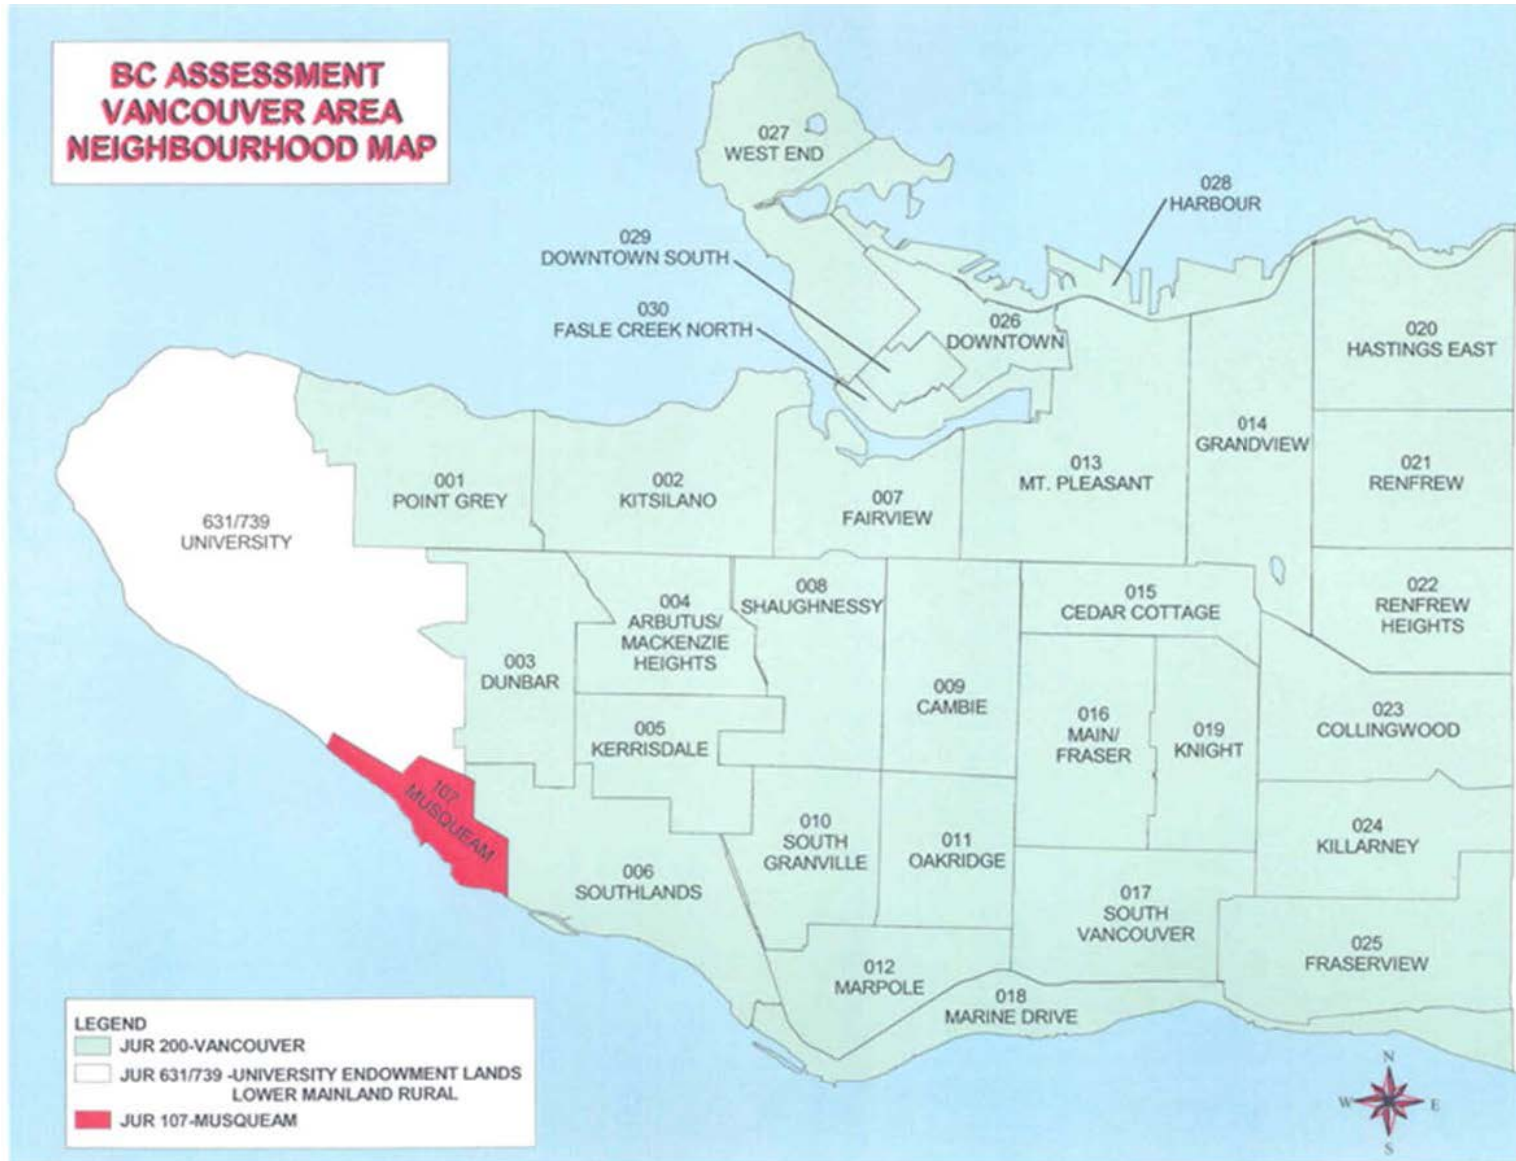 BC ASSESSMENT
VANCOUVER AREA
NEIGHBOURHOOD MAP
027
WEST END
028
HARBOUR
029
DOWNTOWN SOUTH
030
FASLE CREEK NORTH
026
DOWNTOWN
020
HASTINGS EAST
014
GRANDVIEW
021
RENFREW
013
MT. PLEASANT
001
POINT GREY
002
KITSILANO
007
FAIRVIEW
631/739
UNIVERSITY
022
RENFREW
HEIGHTS
015
CEDAR COTTAGE
008
SHAUGHNESSY
004
ARBUTUS/
MACKENZIE
HEIGHTS
003
DUNBAR
009
CAMBIE
016
MAIN/
FRASER
019
KNIGHT
023
COLLINGWOOD
005
KERRISDALE
107
MUSQUEAM
010
SOUTH
GRANVILLE
011
OAKRIDGE
024
KILLARNEY
006
SOUTHLANDS
017
SOUTH
VANCOUVER
025
FRASERVIEW
012
MARPOLE
018
MARINE DRIVE
LEGEND
JUR 200-VANCOUVER
JUR 631/739 -UNIVERSITY ENDOWMENT LANDS
LOWER MAINLAND RURAL
JUR 107-MUSQUEAM
N
W
E
S